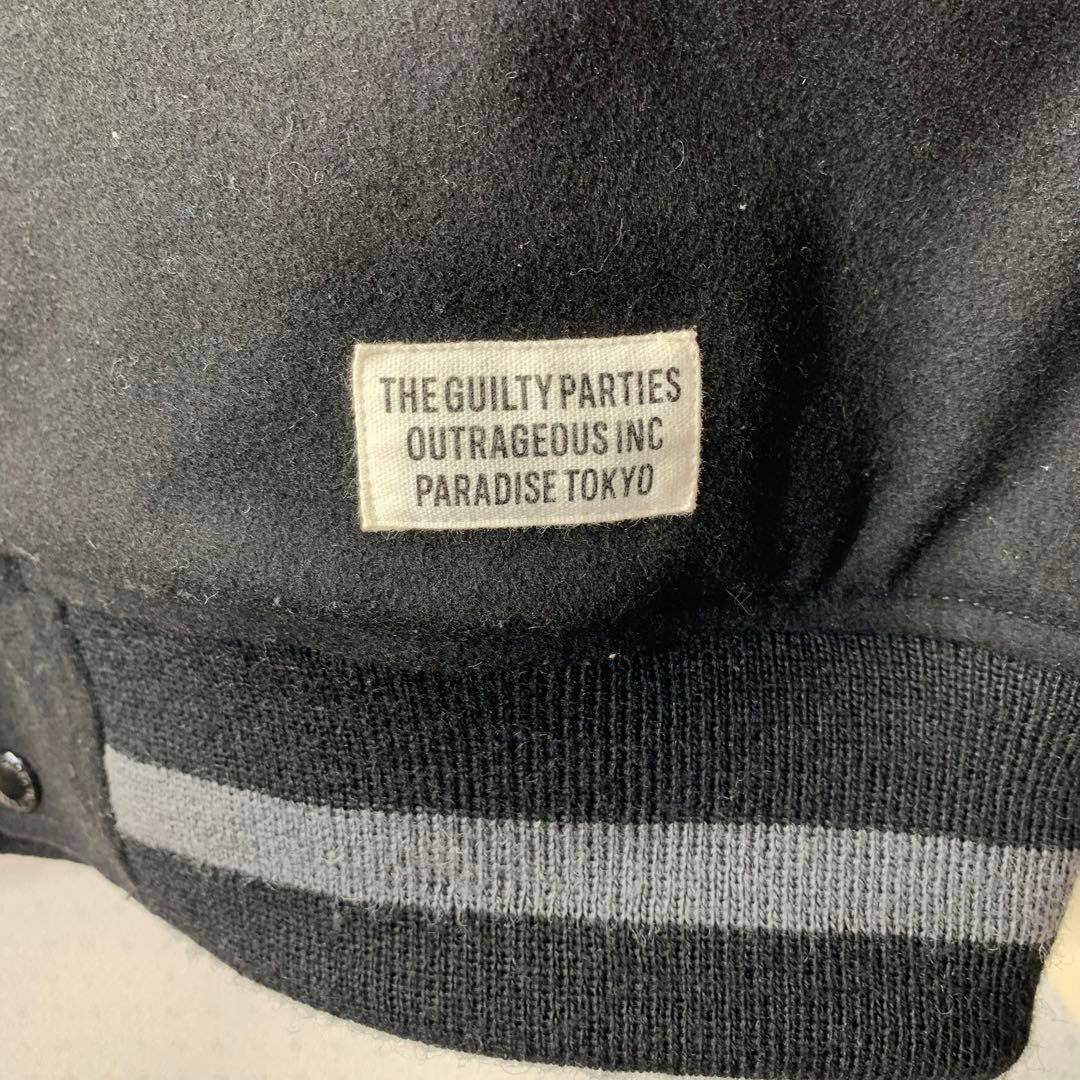 THE GUILTY PARTIES
OUTRAGEOUS INC
PARADISE TOKYO